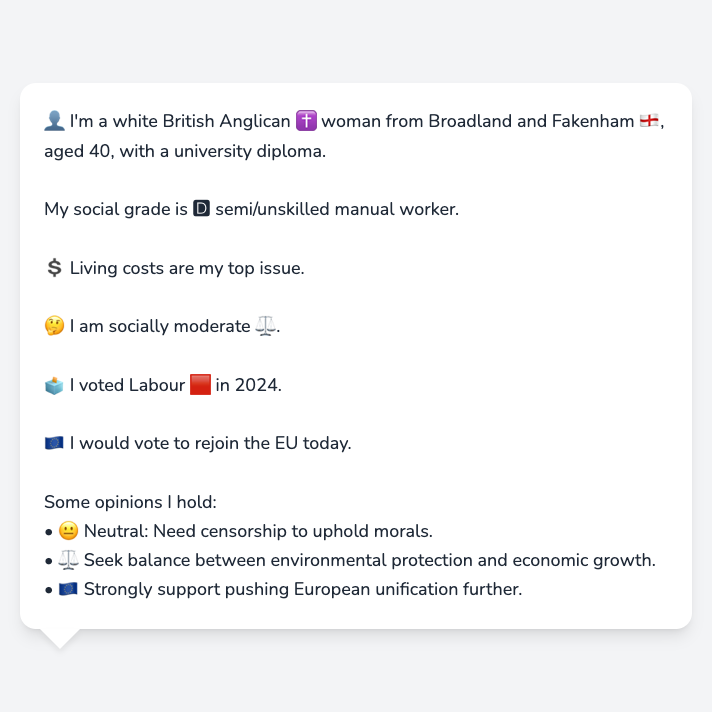 👤 I'm a white British Anglican ✝️ woman from Broadland and Fakenham 🏴󠁧󠁢󠁥󠁮󠁧󠁿,
aged 40, with a university diploma.
My social grade is 🅳 semi/unskilled manual worker.
💲 Living costs are my top issue.
🤔 I am socially moderate ⚖️.
🗳️ I voted Labour 🟥 in 2024.
🇪🇺 I would vote to rejoin the EU today.
Some opinions I hold:
• 😐 Neutral: Need censorship to uphold morals.
• ⚖️ Seek balance between environmental protection and economic growth.
• 🇪🇺 Strongly support pushing European unification further.